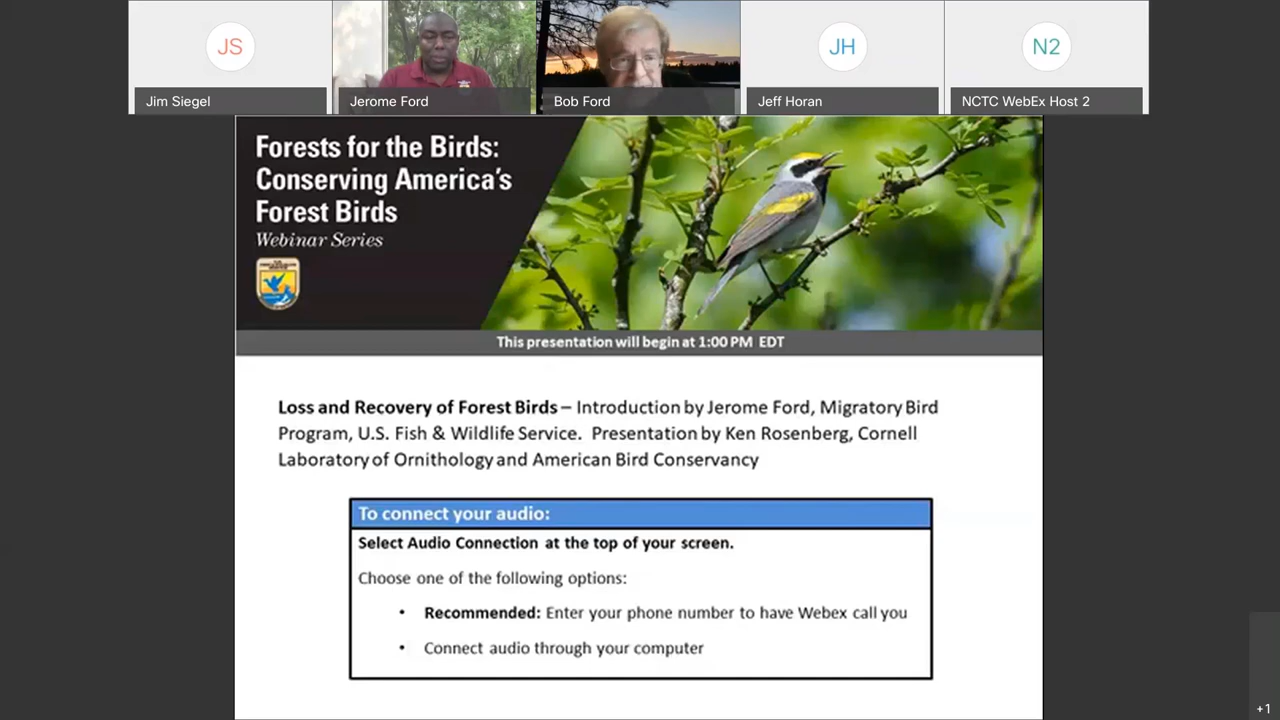 JS
JH
N2
Jim Siegel
Jerome Ford
Bob Ford
Jeff Horan
NCTC WebEx Host 2
Forests for the Birds:
Conserving America's
Forest Birds
Webinar Series
This presentation will begin at 1:00 PM EDT
Loss and Recovery of Forest Birds – Introduction by Jerome Ford, Migratory Bird
Program, U.S. Fish & Wildlife Service. Presentation by Ken Rosenberg, Cornell
Laboratory of Ornithology and American Bird Conservancy
To connect your audio:
Select Audio Connection at the top of your screen.
Choose one of the following options:
• Recommended: Enter your phone number to have Webex call you
• Connect audio through your computer
+1